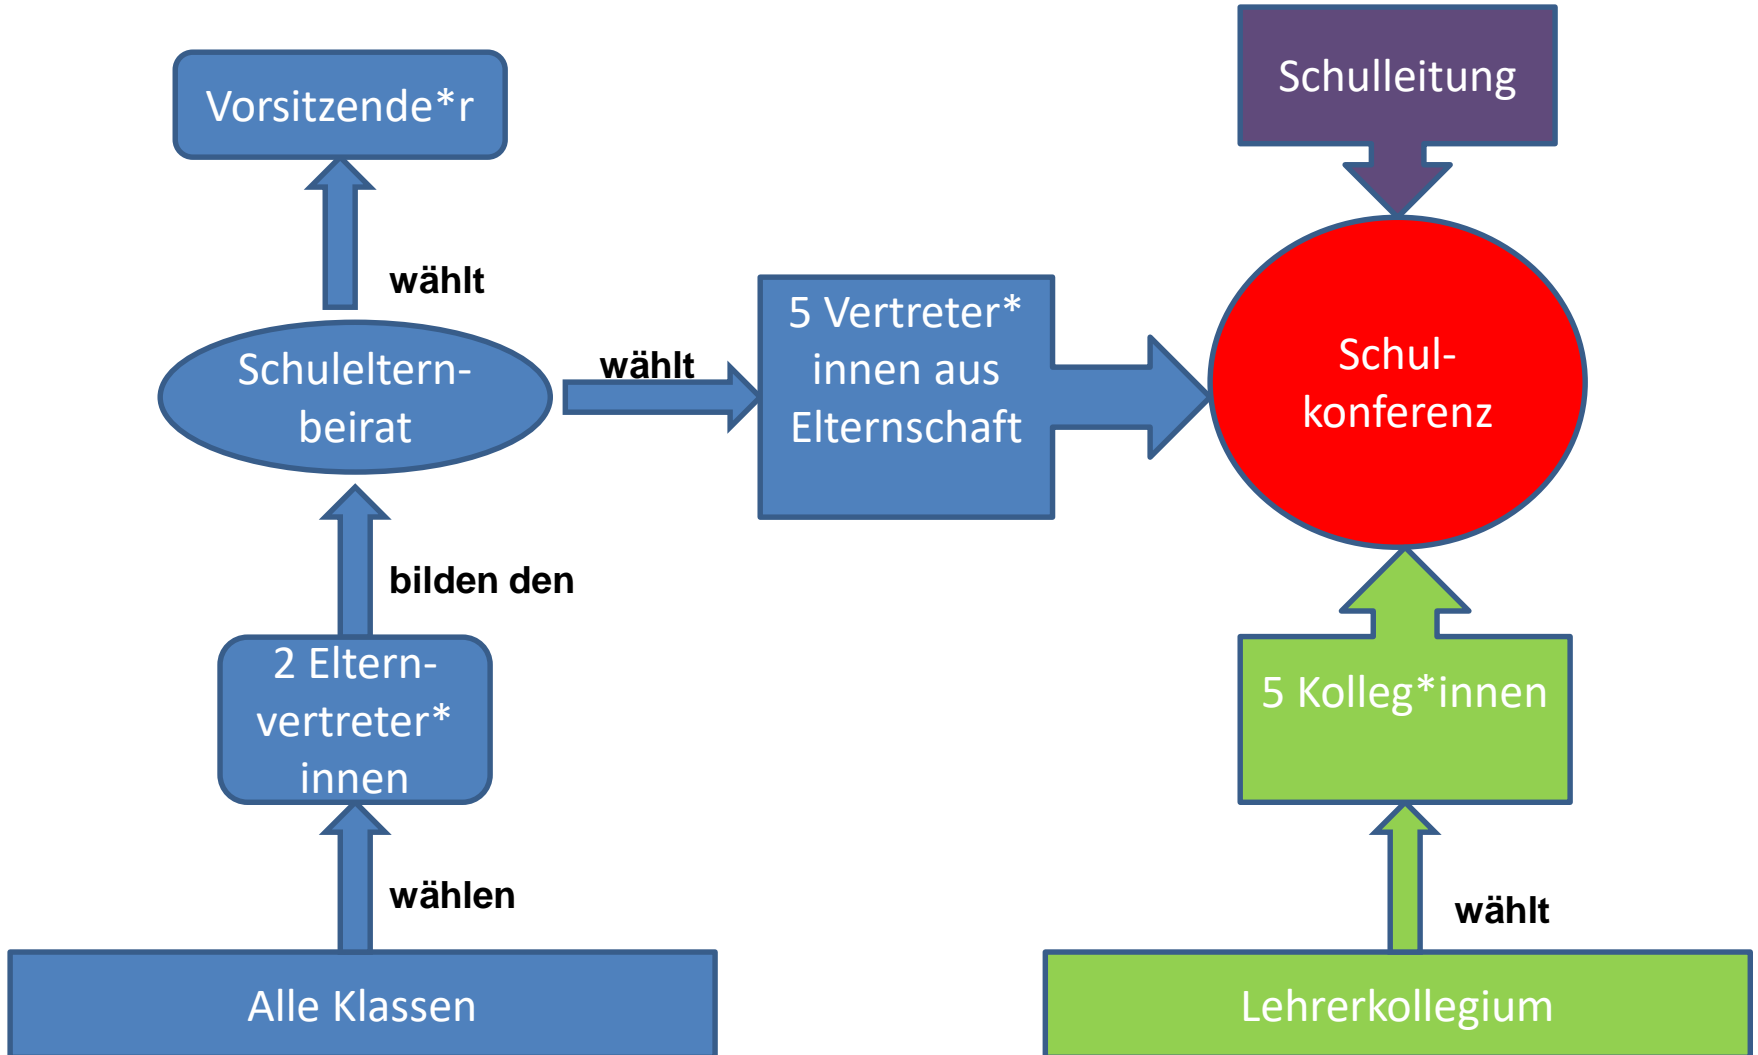 Vorsitzende*r
wählt
Schuleltern-
beirat
bilden den
2 Eltern-
vertreter*
innen
wählen
Alle Klassen
wählt
5 Vertreter*
innen aus
Elternschaft
Schulleitung
Schul-
konferenz
5 Kolleg*innen
wählt
Lehrerkollegium